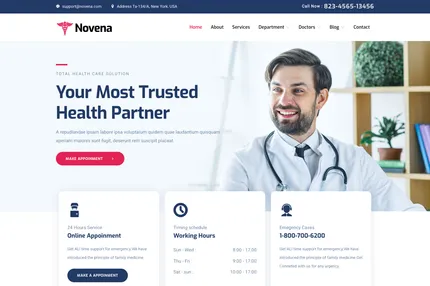 support@novena.com
Address Ta-134/A, New York, USA
Call Now : 823-4565-13456
Novena
Home
About
Services
Department
Doctors
Blog
Contact
TOTAL HEALTH CARE SOLUTION
Your Most Trusted
Health Partner
A repudiandae ipsam labore ipsa voluptatum quidem quae laudantium quisquam
aperiam maiores sunt fugit, deserunt rem suscipit placeat.
MAKE APPOINMENT
24 Hours Service
Online Appoinment
Get ALl time support for emergency.We have
introduced the principle of family medicine.
MAKE A APPOINMENT
Timing schedule
Working Hours
Sun - Wed : 9:00 - 17:00
Thu - Fri : 9:00 - 17:00
Sat - sun : 10:00 - 17:00
Emegency Cases
1-800-700-6200
Get ALl time support for emergency.We have
introduced the principle of family medicine.Get
Conneted with us for any urgency.